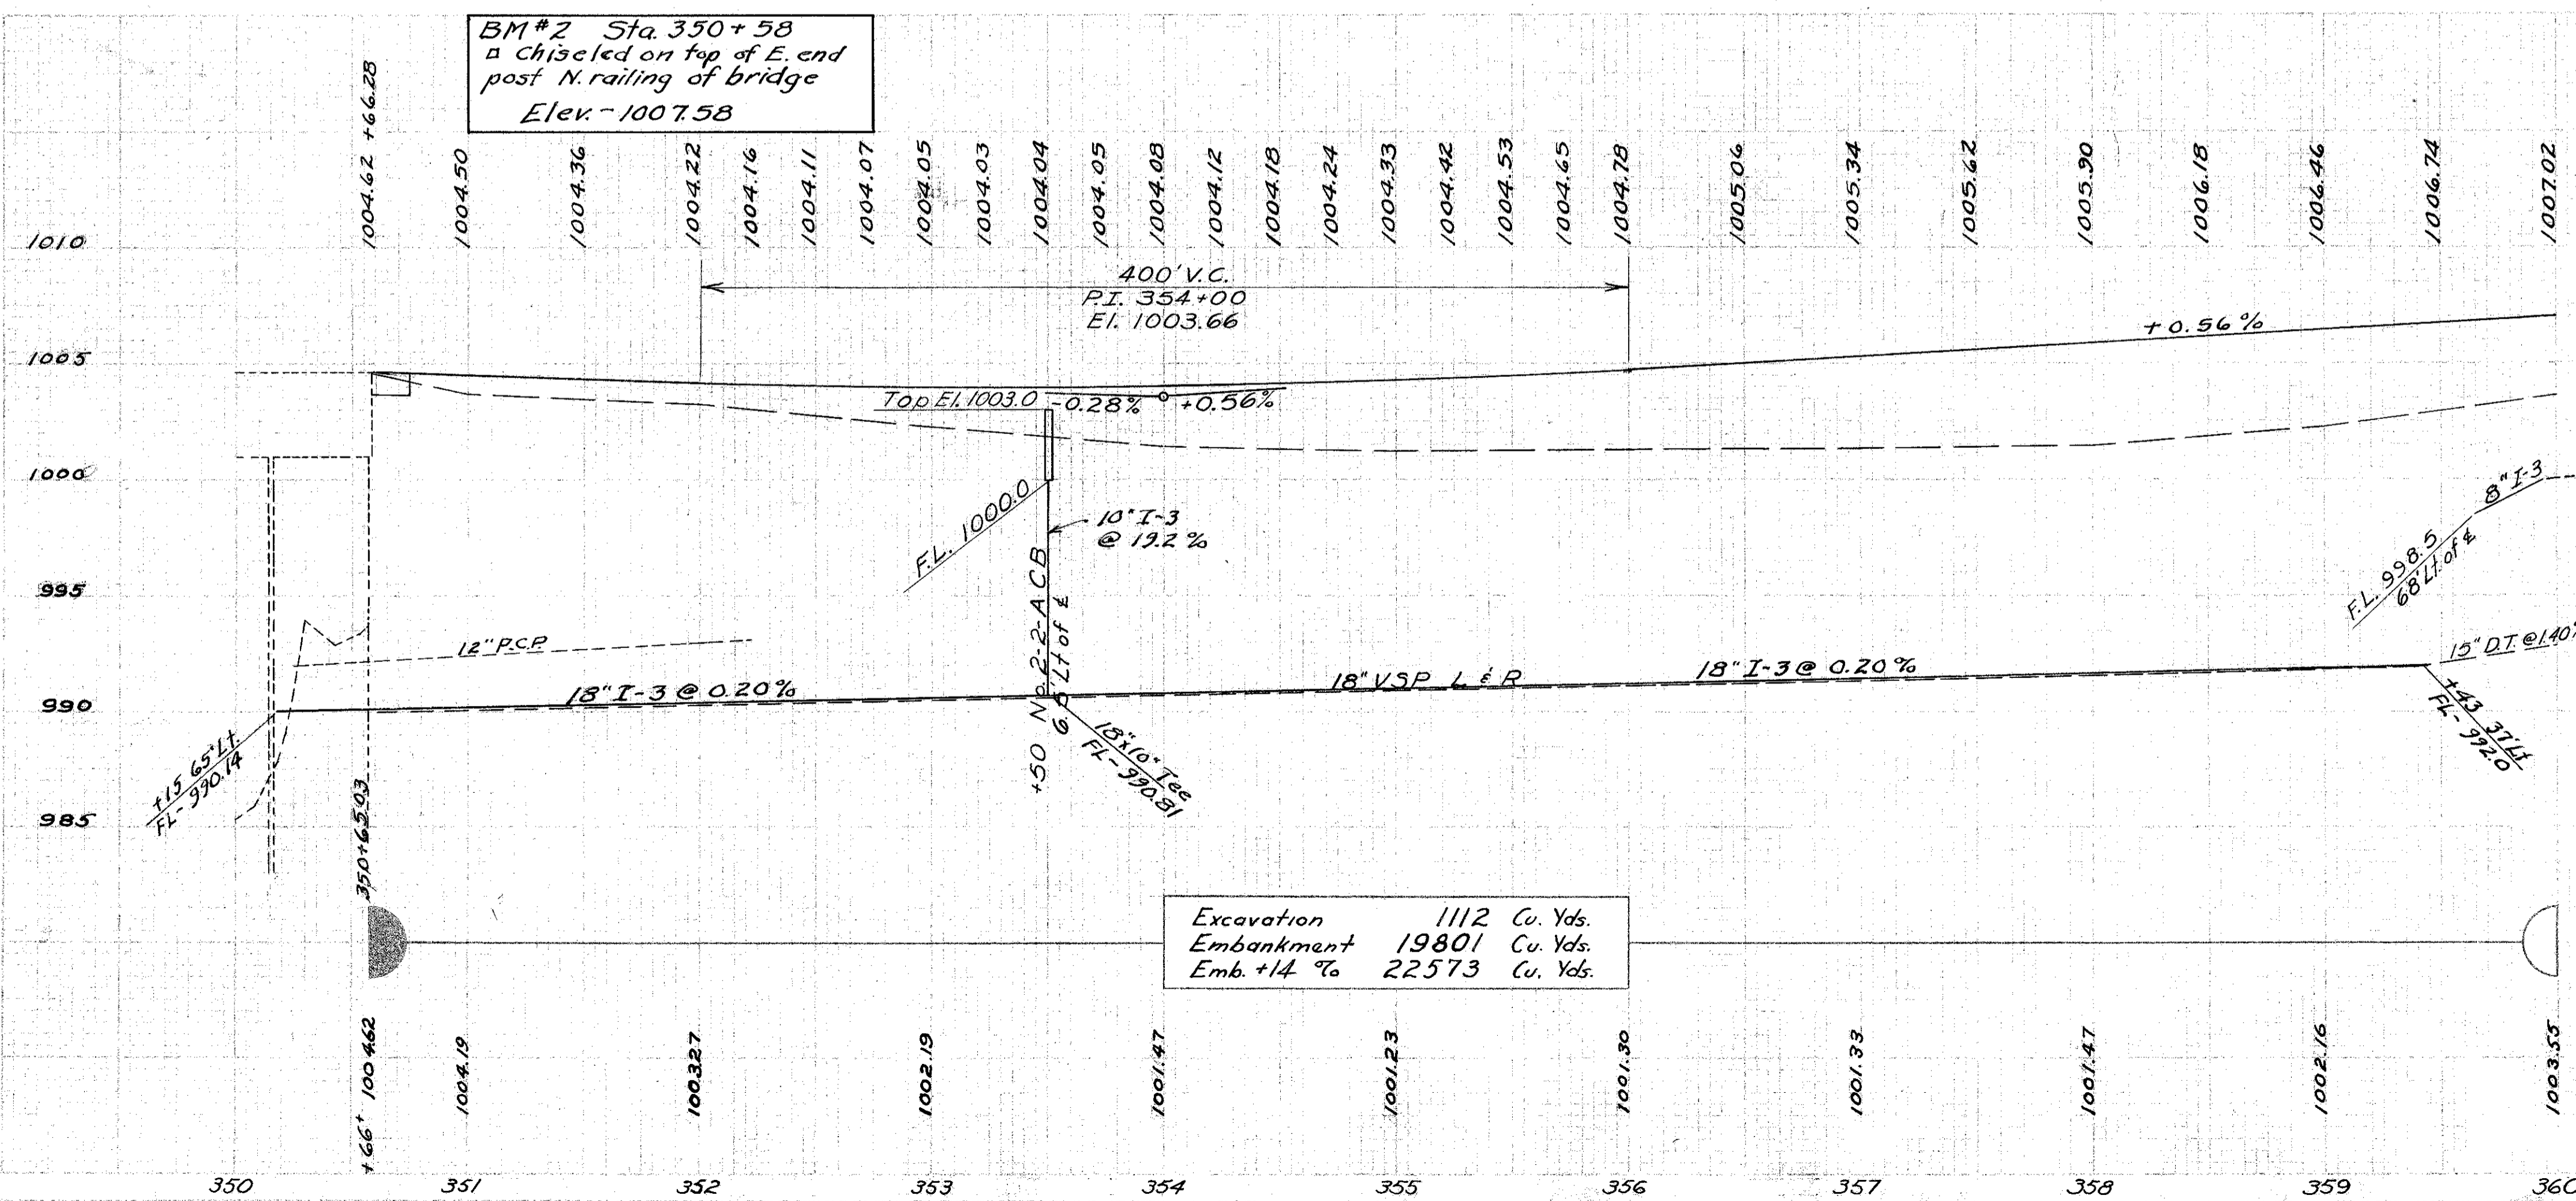 BM #2 Sta. 350 + 58
□ Chiseled on top of E. end
post N. railing of bridge
Elev. - 1007.58
1004.62 +66.28
1004.50
1004.36
1004.22
1004.16
1004.11
1004.07
1004.05
1004.03
1004.04
1004.05
1004.08
1004.12
1004.18
1004.24
1004.33
1004.42
1004.53
1004.65
1004.78
1005.06
1005.34
1005.62
1005.90
1006.18
1006.46
1006.74
1007.02
1010
400' V.C.
P.I. 354+00
El. 1003.66
+0.56%
1005
Top El. 1003.0
-0.28%
+0.56%
1000
F.L. 1000.0
10" I-3
@ 19.2%
8" I-3
F.L. 998.5
68' Lt. of ℄
995
12" P.C.P.
+50 No. 2-2-2-A CB
6.5' Lt of ℄
15" D.T. @ 1.40%
990
18" I-3 @ 0.20%
18" VSP L & R
18" I-3 @ 0.20%
+15 65' Lt.
FL- 990.14
18"x10" Tee
FL- 990.81
+43 37' Lt
FL- 992.0
985
350+65.03
Excavation 1112 Cu. Yds.
Embankment 19801 Cu. Yds.
Emb. +14 % 22573 Cu. Yds.
+66+ 1004.62
1004.19
1003.27
1002.19
1001.47
1001.23
1001.30
1001.33
1001.47
1002.16
1003.55
350 351 352 353 354 355 356 357 358 359 360